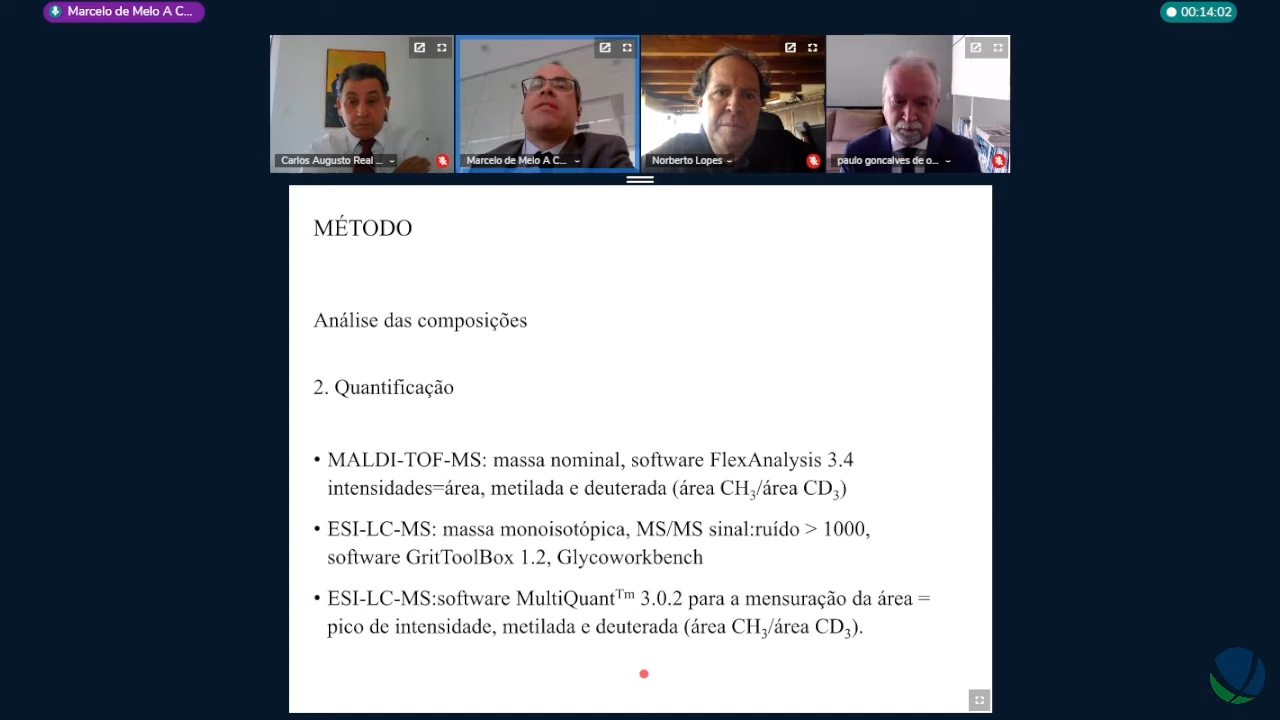 Marcelo de Melo A C...
00:14:02
Carlos Augusto Real ...
Marcelo de Melo A C...
Norberto Lopes
paulo goncalves de o...
MÉTODO
Análise das composições
2. Quantificação
• MALDI-TOF-MS: massa nominal, software FlexAnalysis 3.4
intensidades=área, metilada e deuterada (área CH₃/área CD₃)
• ESI-LC-MS: massa monoisotópica, MS/MS sinal:ruído > 1000,
software GritToolBox 1.2, Glycoworkbench
• ESI-LC-MS:software MultiQuantᵀᵐ 3.0.2 para a mensuração da área =
pico de intensidade, metilada e deuterada (área CH₃/área CD₃).